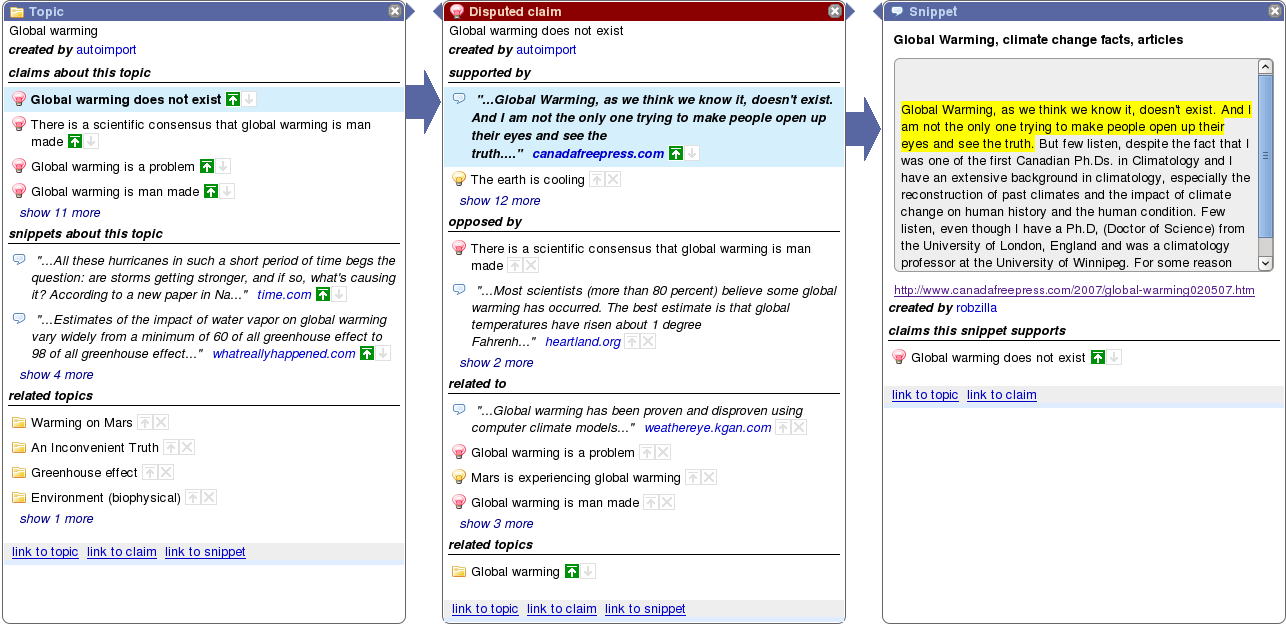 Topic
Global warming
created by autoimport
claims about this topic
Global warming does not exist
There is a scientific consensus that global warming is man
made
Global warming is a problem
Global warming is man made
show 11 more
snippets about this topic
"...All these hurricanes in such a short period of time begs the
question: are storms getting stronger, and if so, what's causing
it? According to a new paper in Na..." time.com
"...Estimates of the impact of water vapor on global warming
vary widely from a minimum of 60 of all greenhouse effect to
98 of all greenhouse effect..." whatreallyhappened.com
show 4 more
related topics
Warming on Mars
An Inconvenient Truth
Greenhouse effect
Environment (biophysical)
show 1 more
link to topic link to claim link to snippet
Disputed claim
Global warming does not exist
created by autoimport
supported by
"...Global Warming, as we think we know it, doesn't exist.
And I am not the only one trying to make people open up
their eyes and see the
truth...." canadafreepress.com
The earth is cooling
show 12 more
opposed by
There is a scientific consensus that global warming is man
made
"...Most scientists (more than 80 percent) believe some global
warming has occurred. The best estimate is that global
temperatures have risen about 1 degree
Fahrenh..." heartland.org
show 2 more
related to
"...Global warming has been proven and disproven using
computer climate models..." weathereye.kgan.com
Global warming is a problem
Mars is experiencing global warming
Global warming is man made
show 3 more
related topics
Global warming
link to topic link to claim link to snippet
Snippet
Global Warming, climate change facts, articles
Global Warming, as we think we know it, doesn't exist. And I
am not the only one trying to make people open up their
eyes and see the truth. But few listen, despite the fact that I
was one of the first Canadian Ph.Ds. in Climatology and I
have an extensive background in climatology, especially the
reconstruction of past climates and the impact of climate
change on human history and the human condition. Few
listen, even though I have a Ph.D, (Doctor of Science) from
the University of London, England and was a climatology
professor at the University of Winnipeg. For some reason
http://www.canadafreepress.com/2007/global-warming020507.htm
created by robzilla
claims this snippet supports
Global warming does not exist
link to topic link to claim